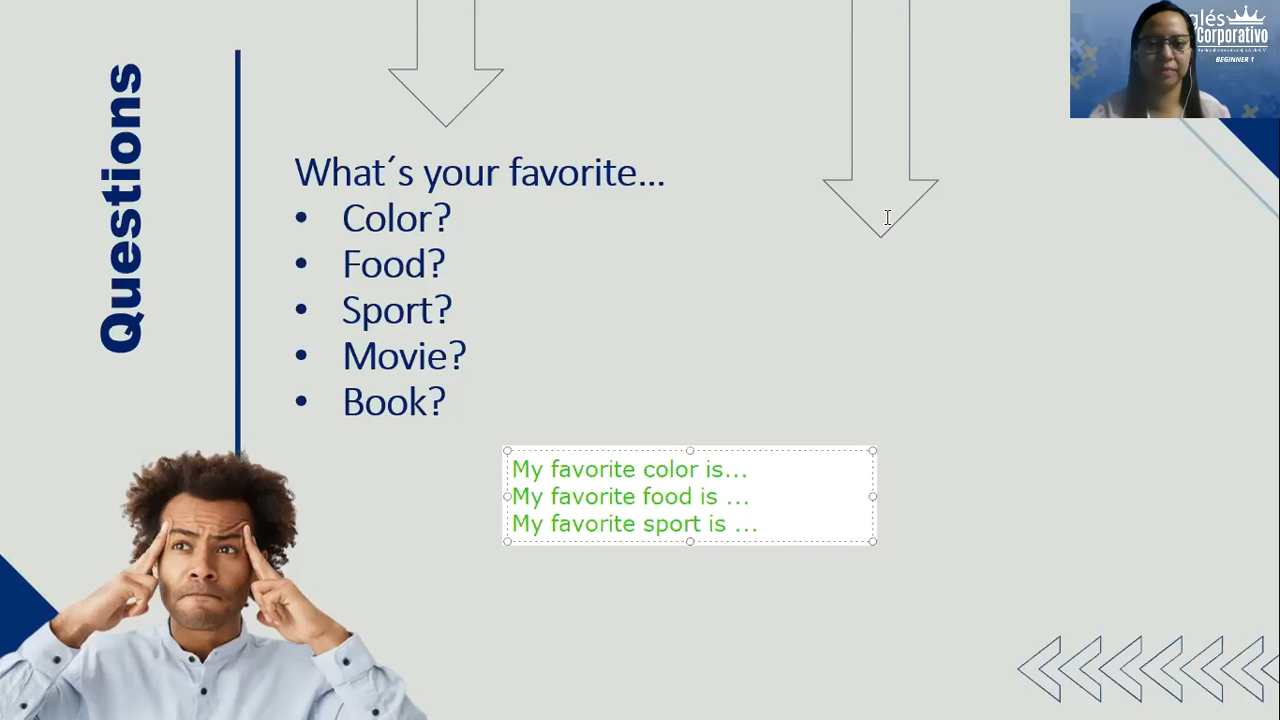 Questions
What´s your favorite...
• Color?
• Food?
• Sport?
• Movie?
• Book?
My favorite color is...
My favorite food is ...
My favorite sport is ...
glés
Corporativo
BEGINNER 1